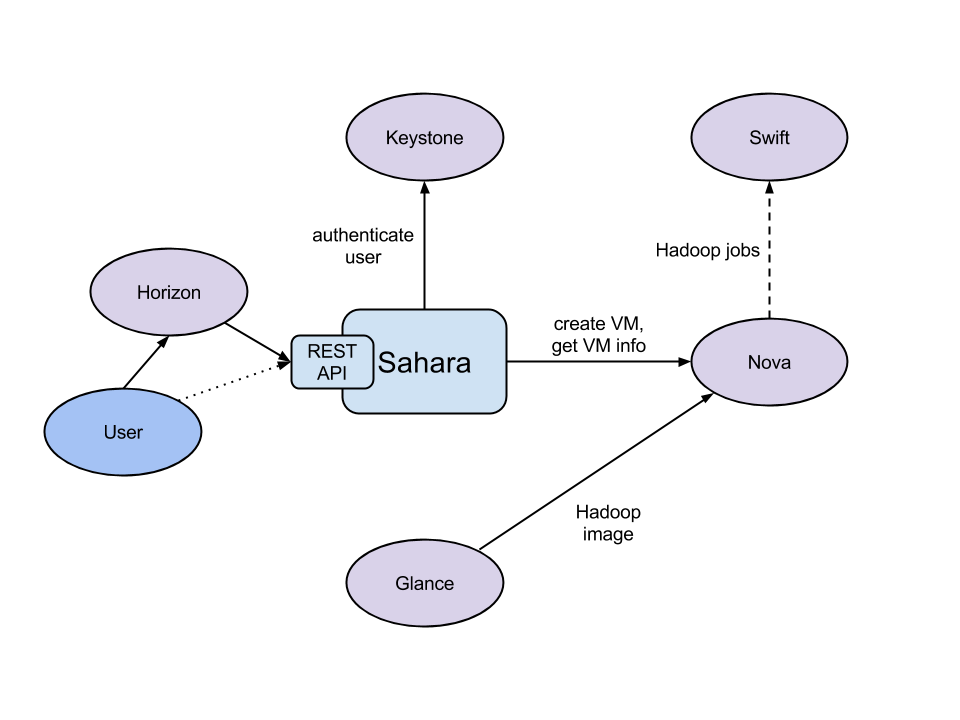 Keystone
Swift
authenticate
user
Hadoop jobs
Horizon
create VM,
get VM info
REST
API
Sahara
Nova
User
Hadoop
image
Glance